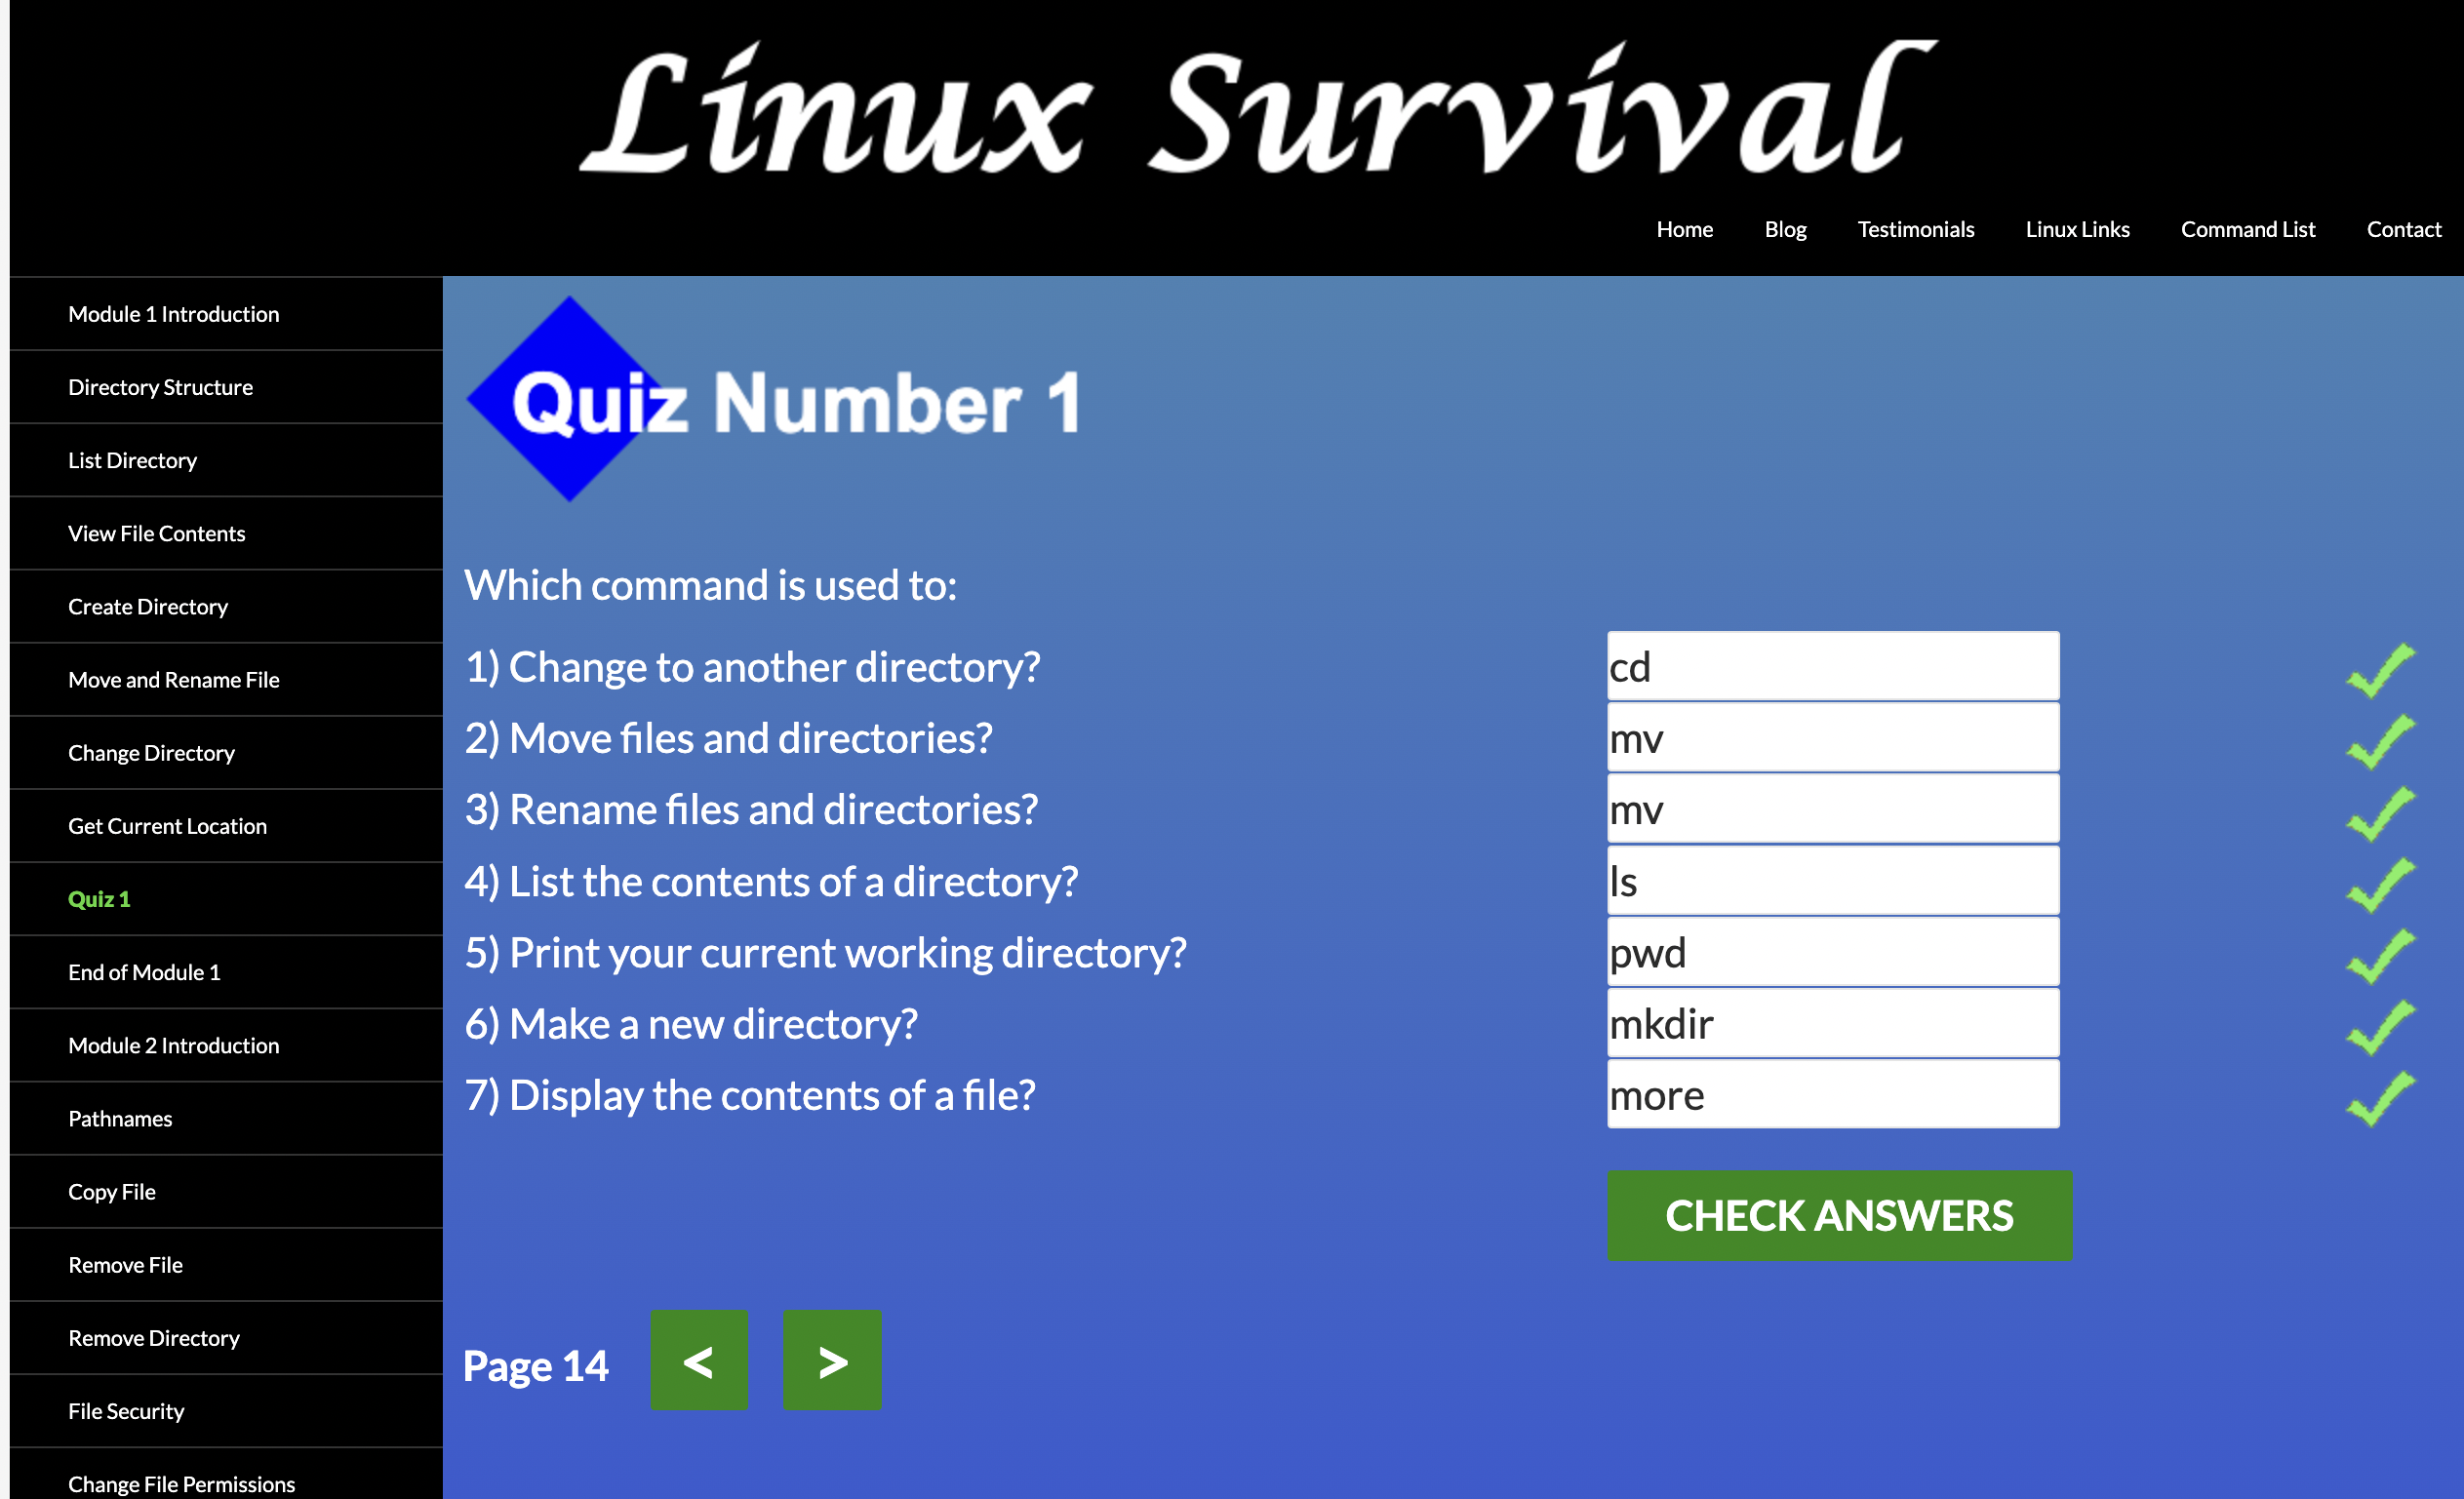 Linux Survival
Home Blog Testimonials Linux Links Command List Contact
Module 1 Introduction
Directory Structure
List Directory
View File Contents
Create Directory
Move and Rename File
Change Directory
Get Current Location
Quiz 1
End of Module 1
Module 2 Introduction
Pathnames
Copy File
Remove File
Remove Directory
File Security
Change File Permissions
Quiz Number 1
Which command is used to:
1) Change to another directory? cd
2) Move files and directories? mv
3) Rename files and directories? mv
4) List the contents of a directory? ls
5) Print your current working directory? pwd
6) Make a new directory? mkdir
7) Display the contents of a file? more
CHECK ANSWERS
Page 14 < >